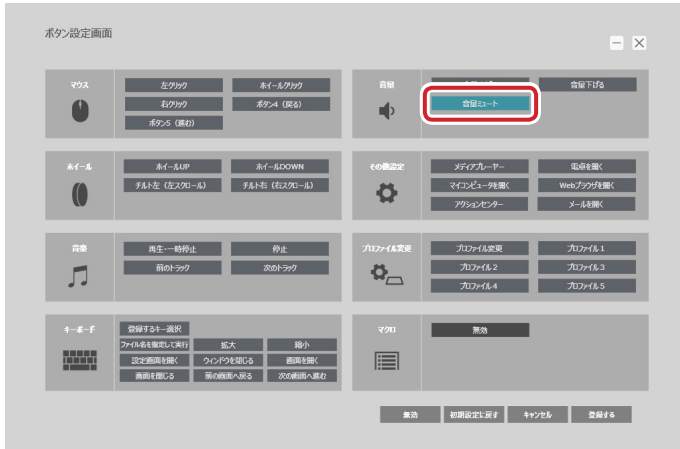 ボタン設定画面
マウス
左クリック
ホイールクリック
右クリック
ボタン4（戻る）
ボタン5（進む）
音量
音量下げる
音量ミュート
ホイール
ホイールUP
ホイールDOWN
チルト左（左スクロール）
チルト右（右スクロール）
その他設定
メディアプレーヤー
電卓を開く
マイコンピュータを開く
Webブラウザを開く
アクションセンター
メールを開く
音楽
再生・一時停止
停止
前のトラック
次のトラック
プロファイル変更
プロファイル変更
プロファイル1
プロファイル2
プロファイル3
プロファイル4
プロファイル5
キーボード
登録するキー選択
ファイル名を指定して実行
拡大
縮小
設定画面を開く
ウィンドウを閉じる
画面を開く
画面を閉じる
前の画面へ戻る
次の画面へ進む
マクロ
無効
無効
初期設定に戻す
キャンセル
登録する